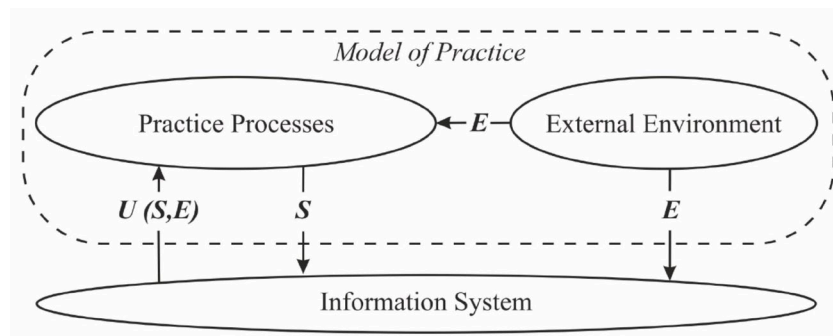 Model of Practice
Practice Processes
E
External Environment
U (S,E)
S
E
Information System